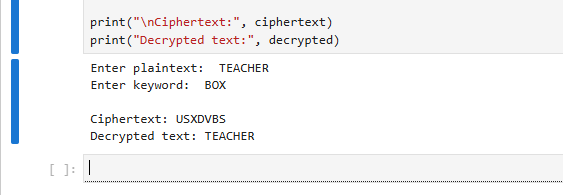 print("\nCiphertext:", ciphertext)
print("Decrypted text:", decrypted)
Enter plaintext:  TEACHER
Enter keyword:  BOX
Ciphertext: USXDVBS
Decrypted text: TEACHER
[ ]: